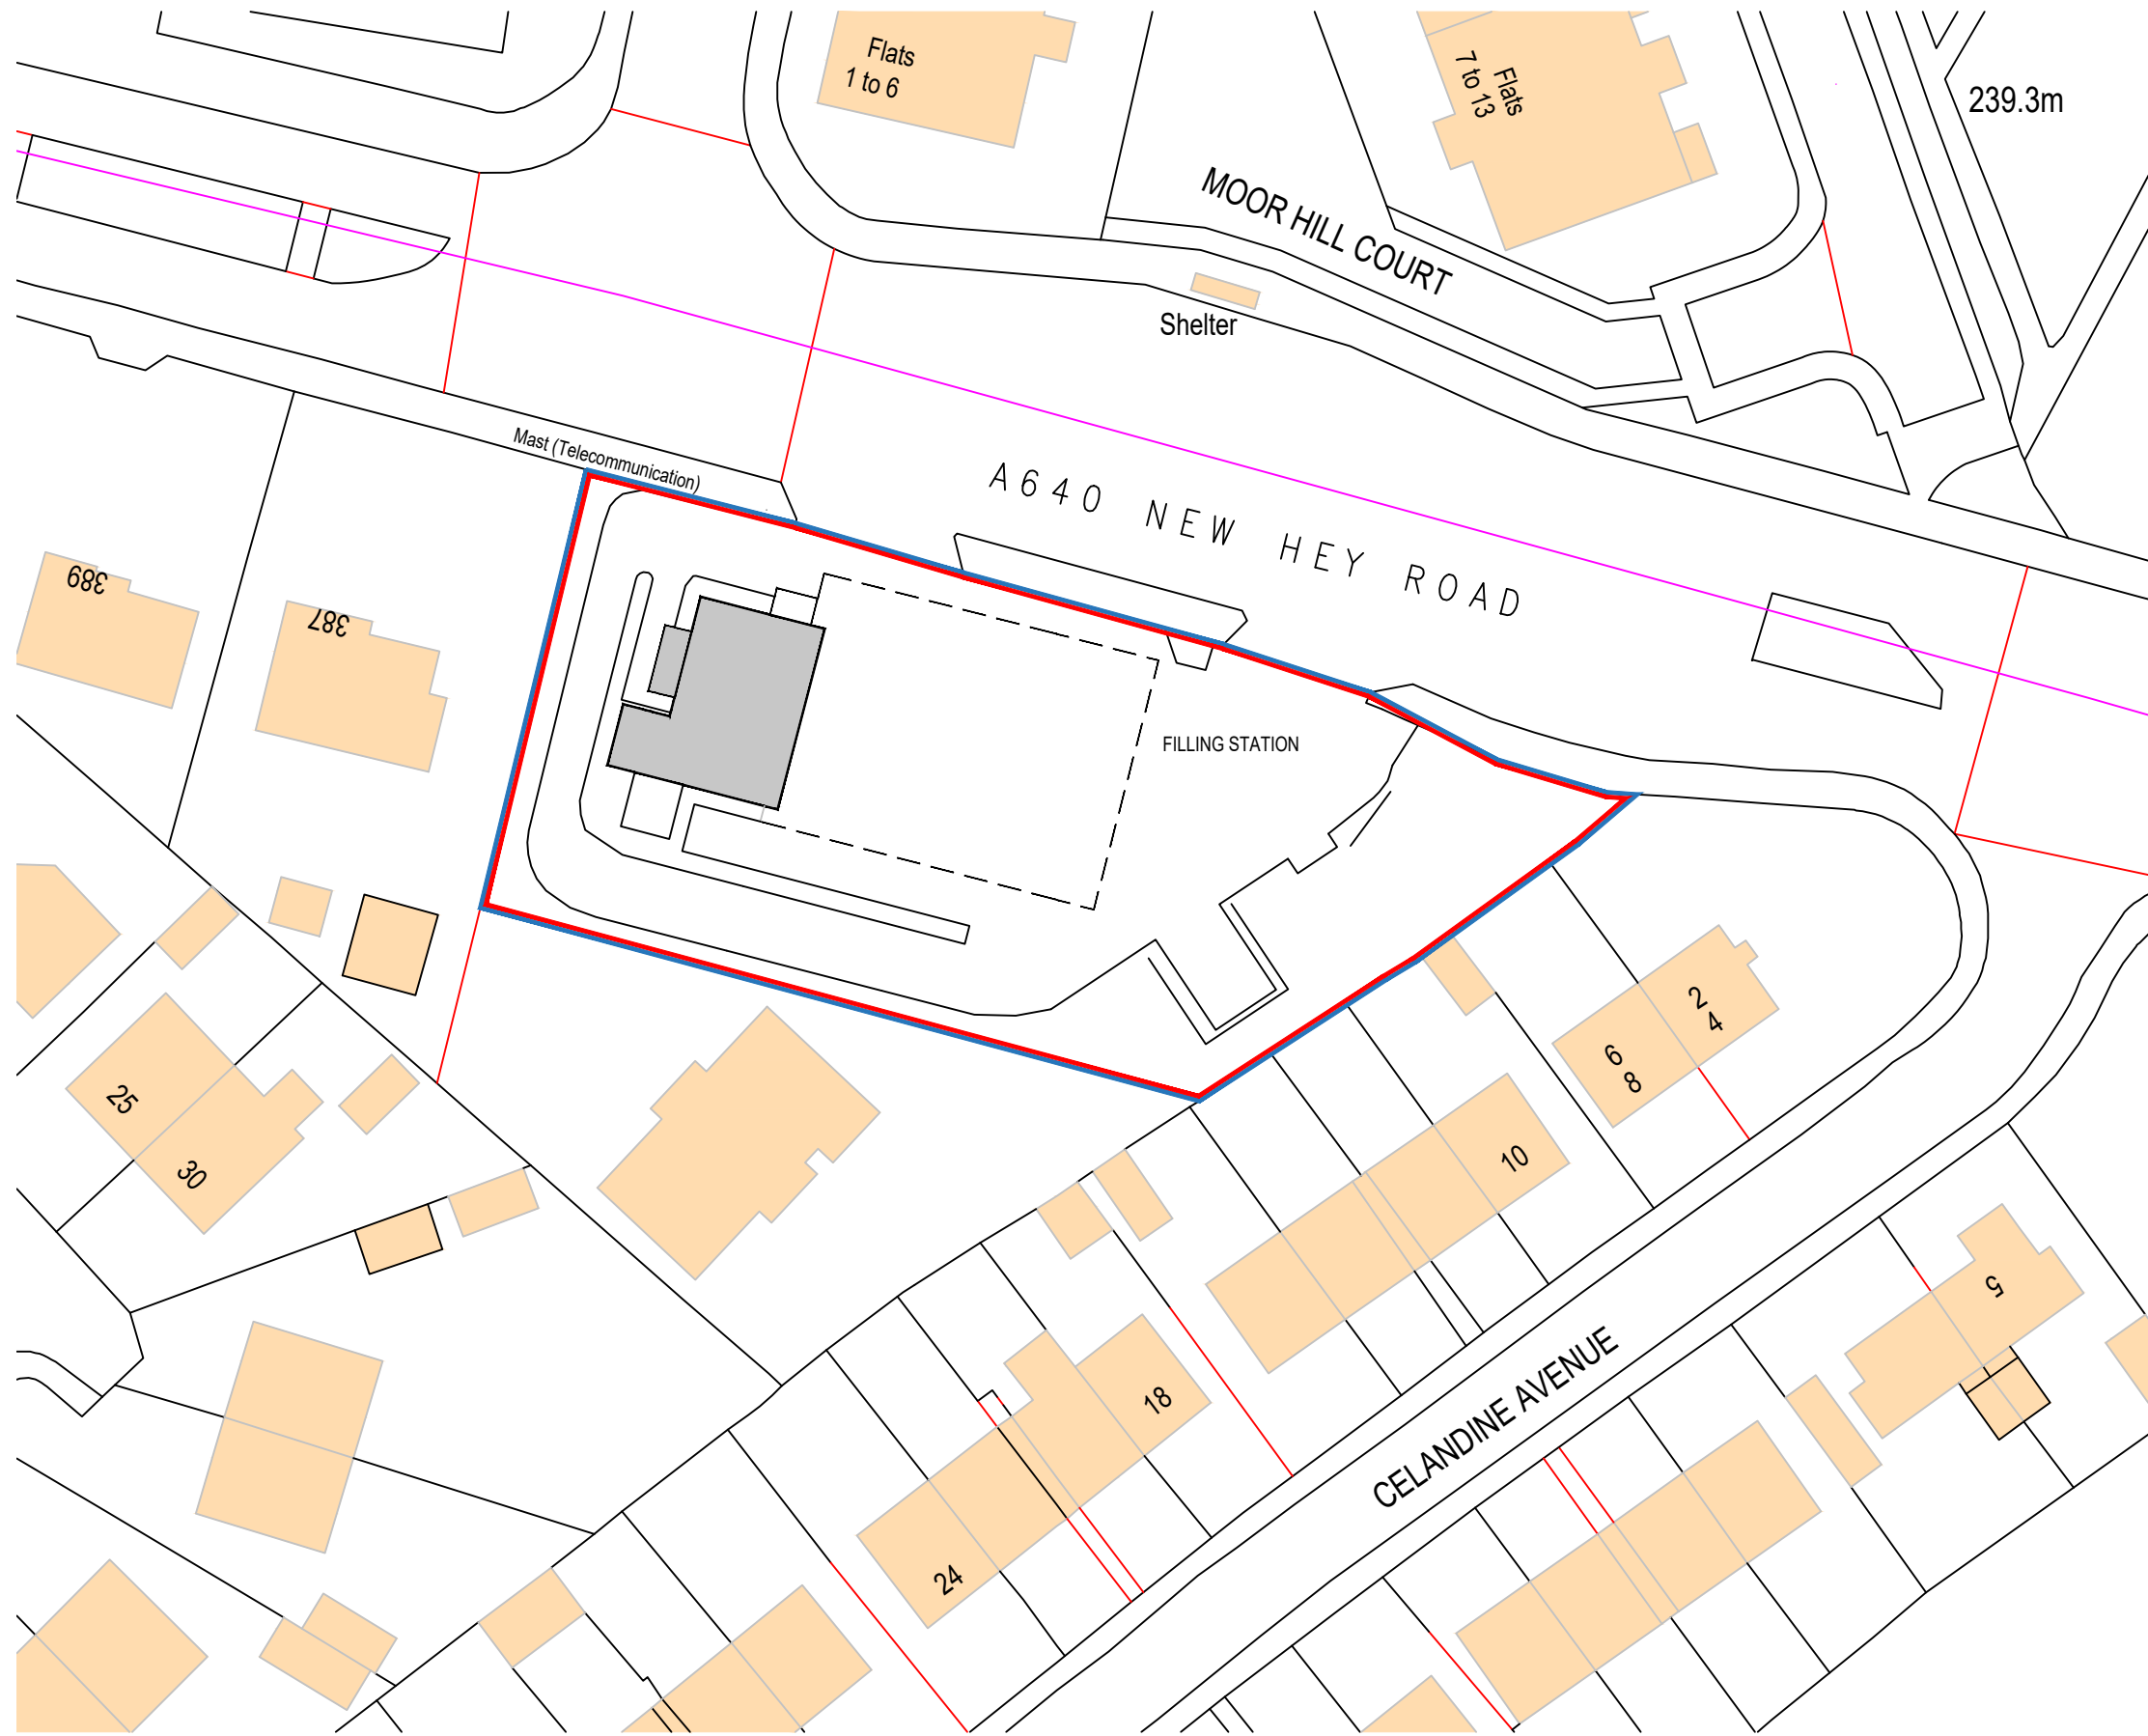 Flats
1 to 6
Flats
7 to 13
239.3m
MOOR HILL COURT
Shelter
Mast (Telecommunication)
A640 NEW HEY ROAD
389
387
FILLING STATION
2
4
6
8
25
30
10
5
18
24
CELANDINE AVENUE